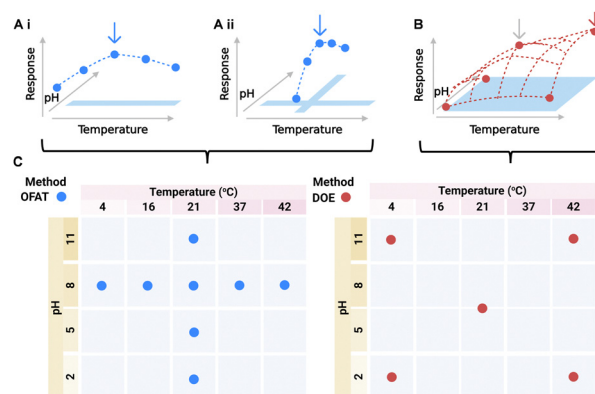 A i
A ii
B
Response
pH
Temperature
Response
pH
Temperature
Response
pH
Temperature
C
Method
OFAT
Temperature (°C)
4 16 21 37 42
pH
11
8
5
2
Method
DOE
Temperature (°C)
4 16 21 37 42
pH
11
8
5
2